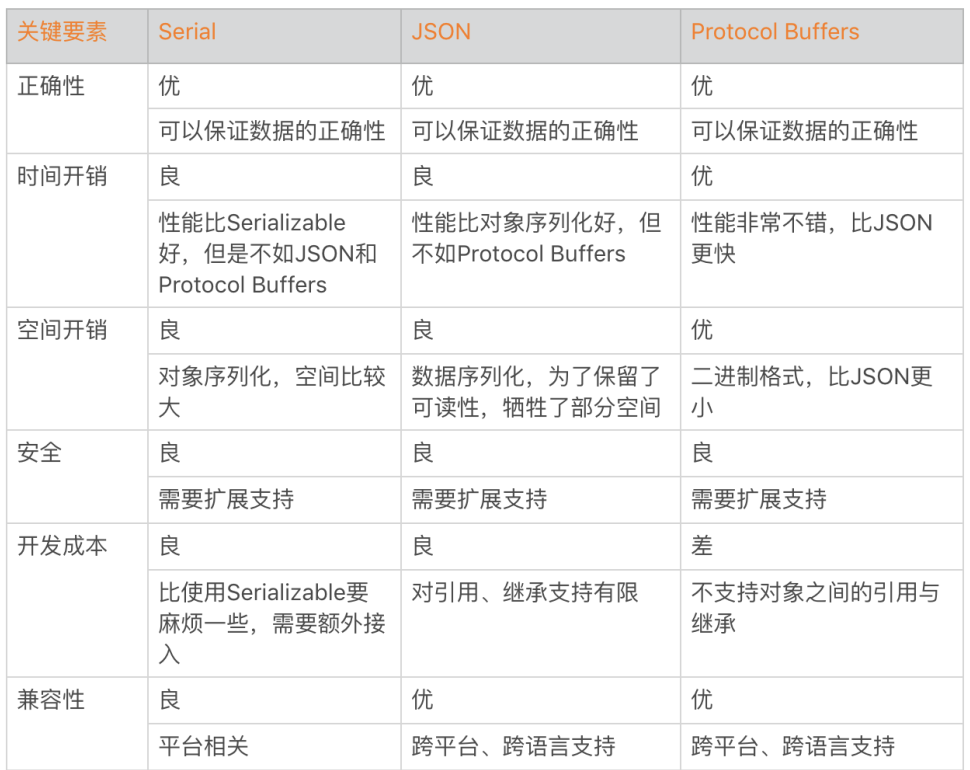 关键要素 Serial JSON Protocol Buffers
正确性 优 优 优
可以保证数据的正确性 可以保证数据的正确性 可以保证数据的正确性
时间开销 良 良 优
性能比Serializable 性能比对象序列化好，但 性能非常不错，比JSON
好，但是不如JSON和 不如Protocol Buffers 更快
Protocol Buffers
空间开销 良 良 优
对象序列化，空间比较 数据序列化，为了保留了 二进制格式，比JSON更
大 可读性，牺牲了部分空间 小
安全 良 良 良
需要扩展支持 需要扩展支持 需要扩展支持
开发成本 良 良 差
比使用Serializable要 对引用、继承支持有限 不支持对象之间的引用与
麻烦一些，需要额外接 继承
入
兼容性 良 优 优
平台相关 跨平台、跨语言支持 跨平台、跨语言支持